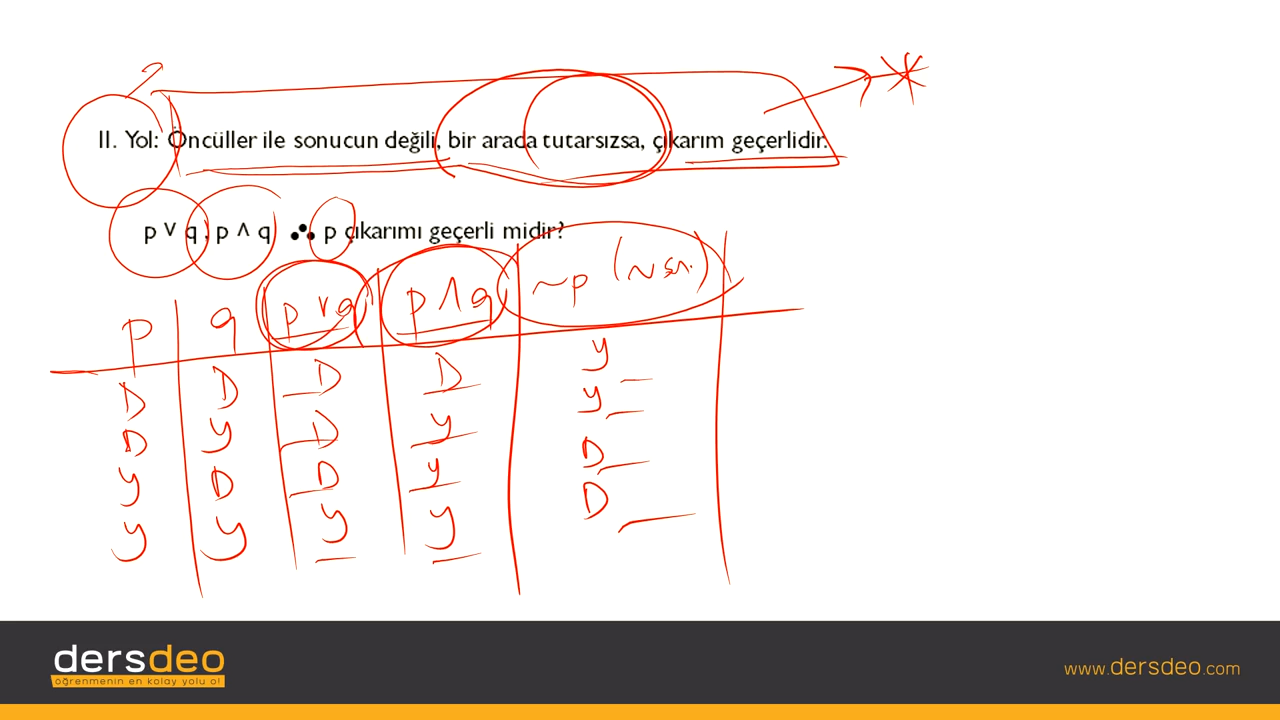 II. Yol: Öncüller ile sonucun değili, bir arada tutarsızsa, çıkarım geçerlidir.
p ∨ q, p ∧ q ∴ p çıkarımı geçerli midir?
p q p ∨ q p ∧ q ~p (~sn.)
D D D D y
D y D y y
y D D y D
y y y y D
dersdeo
öğrenmenin en kolay yolu o!
www.dersdeo.com